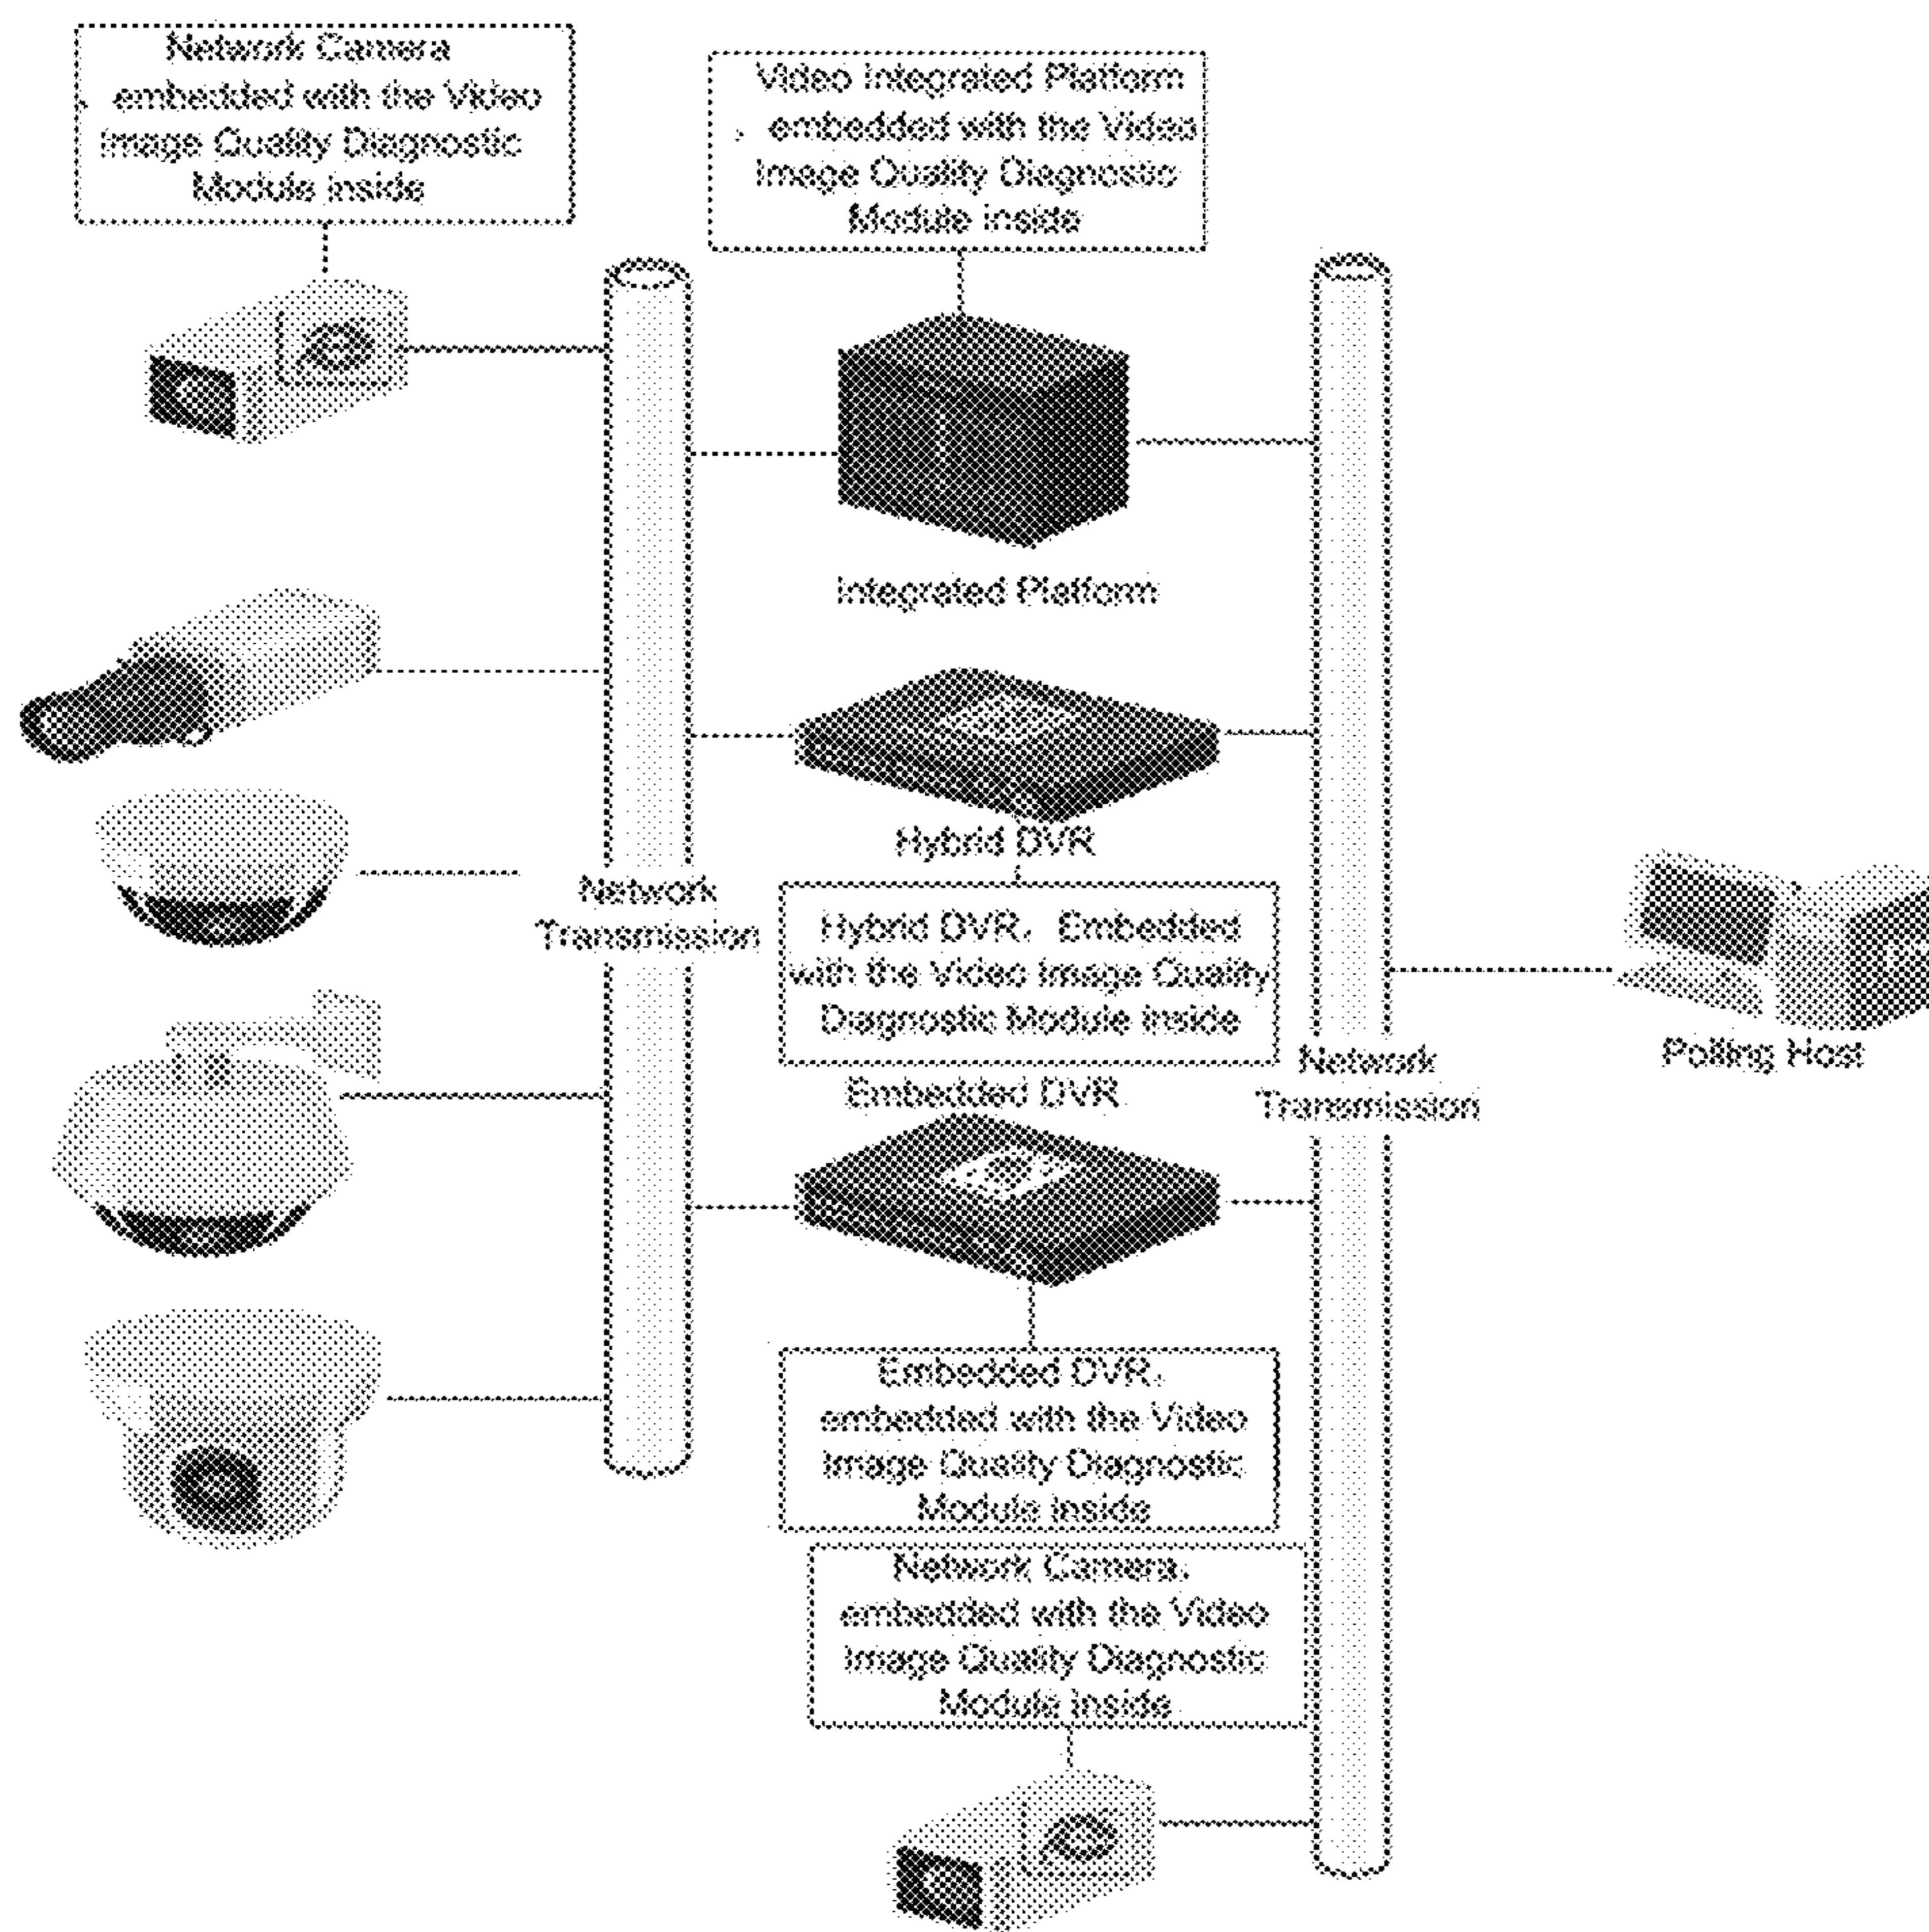 Network Camera
, embedded with the Video
Image Quality Diagnostic
Module inside
Video Integrated Platform
, embedded with the Video
Image Quality Diagnostic
Module inside
Integrated Platform
Hybrid DVR
Network
Transmission
Hybrid DVR, Embedded
with the Video Image Quality
Diagnostic Module inside
Embedded DVR
Network
Transmission
Polling Host
Embedded DVR,
embedded with the Video
Image Quality Diagnostic
Module inside
Network Camera,
embedded with the Video
Image Quality Diagnostic
Module inside